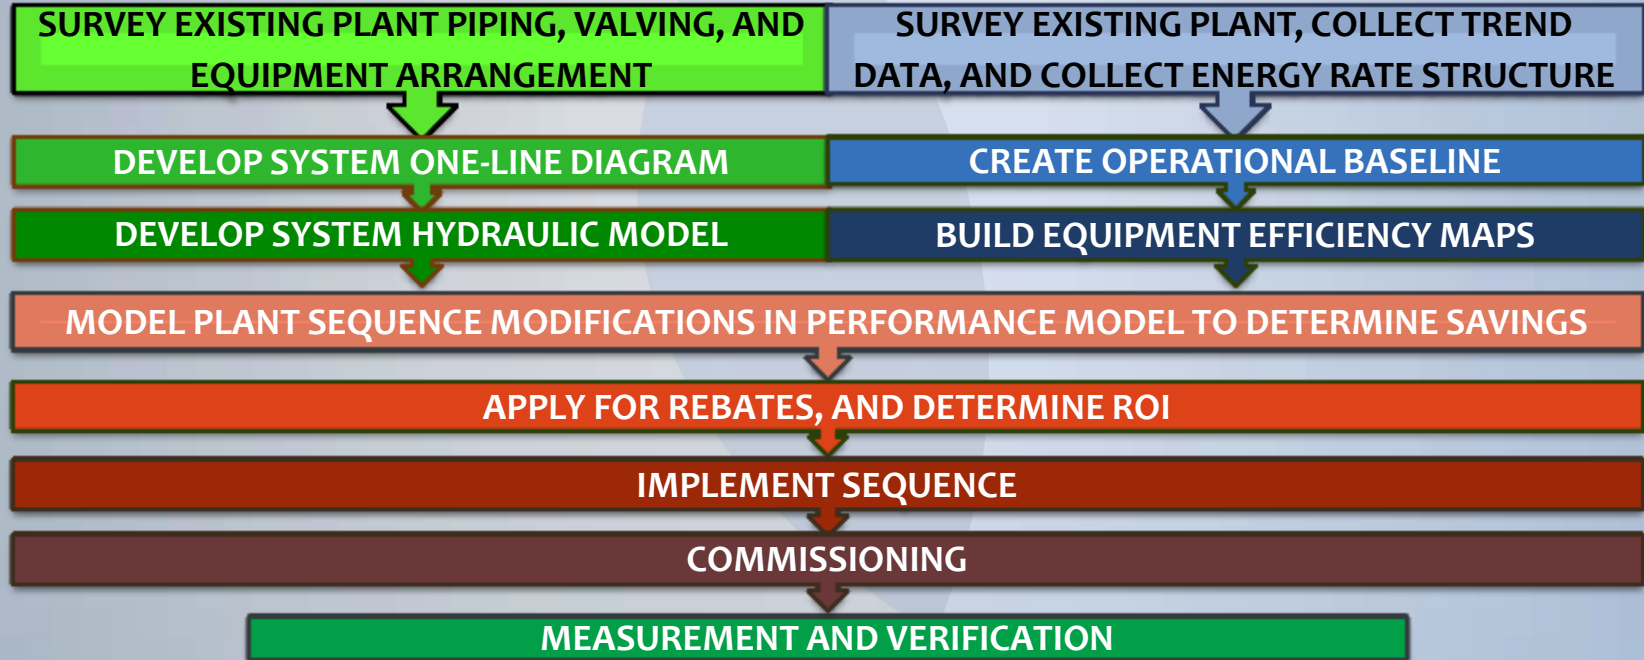 SURVEY EXISTING PLANT PIPING, VALVING, AND
EQUIPMENT ARRANGEMENT
SURVEY EXISTING PLANT, COLLECT TREND
DATA, AND COLLECT ENERGY RATE STRUCTURE
DEVELOP SYSTEM ONE-LINE DIAGRAM
CREATE OPERATIONAL BASELINE
DEVELOP SYSTEM HYDRAULIC MODEL
BUILD EQUIPMENT EFFICIENCY MAPS
MODEL PLANT SEQUENCE MODIFICATIONS IN PERFORMANCE MODEL TO DETERMINE SAVINGS
APPLY FOR REBATES, AND DETERMINE ROI
IMPLEMENT SEQUENCE
COMMISSIONING
MEASUREMENT AND VERIFICATION